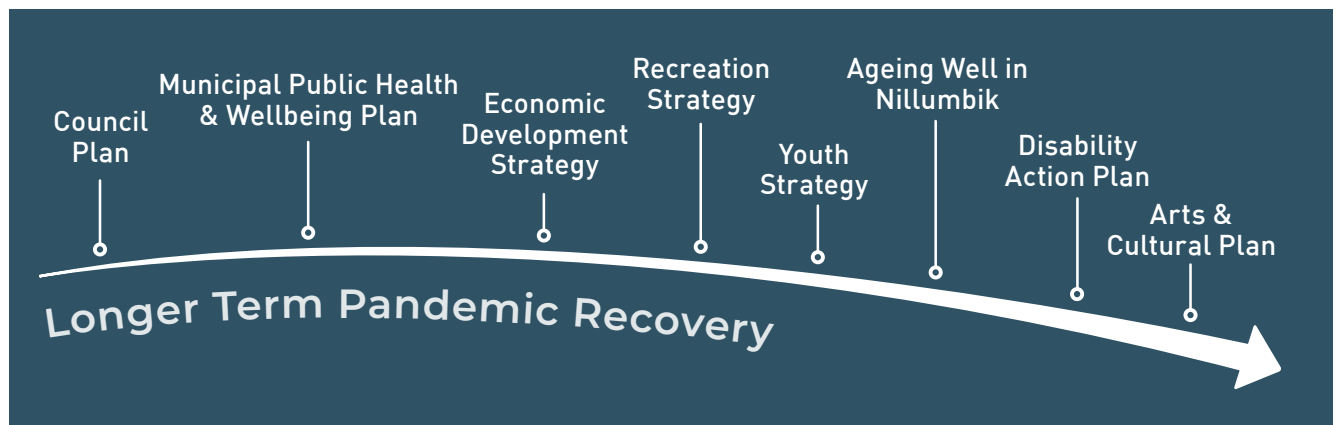 Council
Plan
Municipal Public Health
& Wellbeing Plan
Economic
Development
Strategy
Recreation
Strategy
Youth
Strategy
Ageing Well in
Nillumbik
Disability
Action Plan
Arts &
Cultural Plan
Longer Term Pandemic Recovery